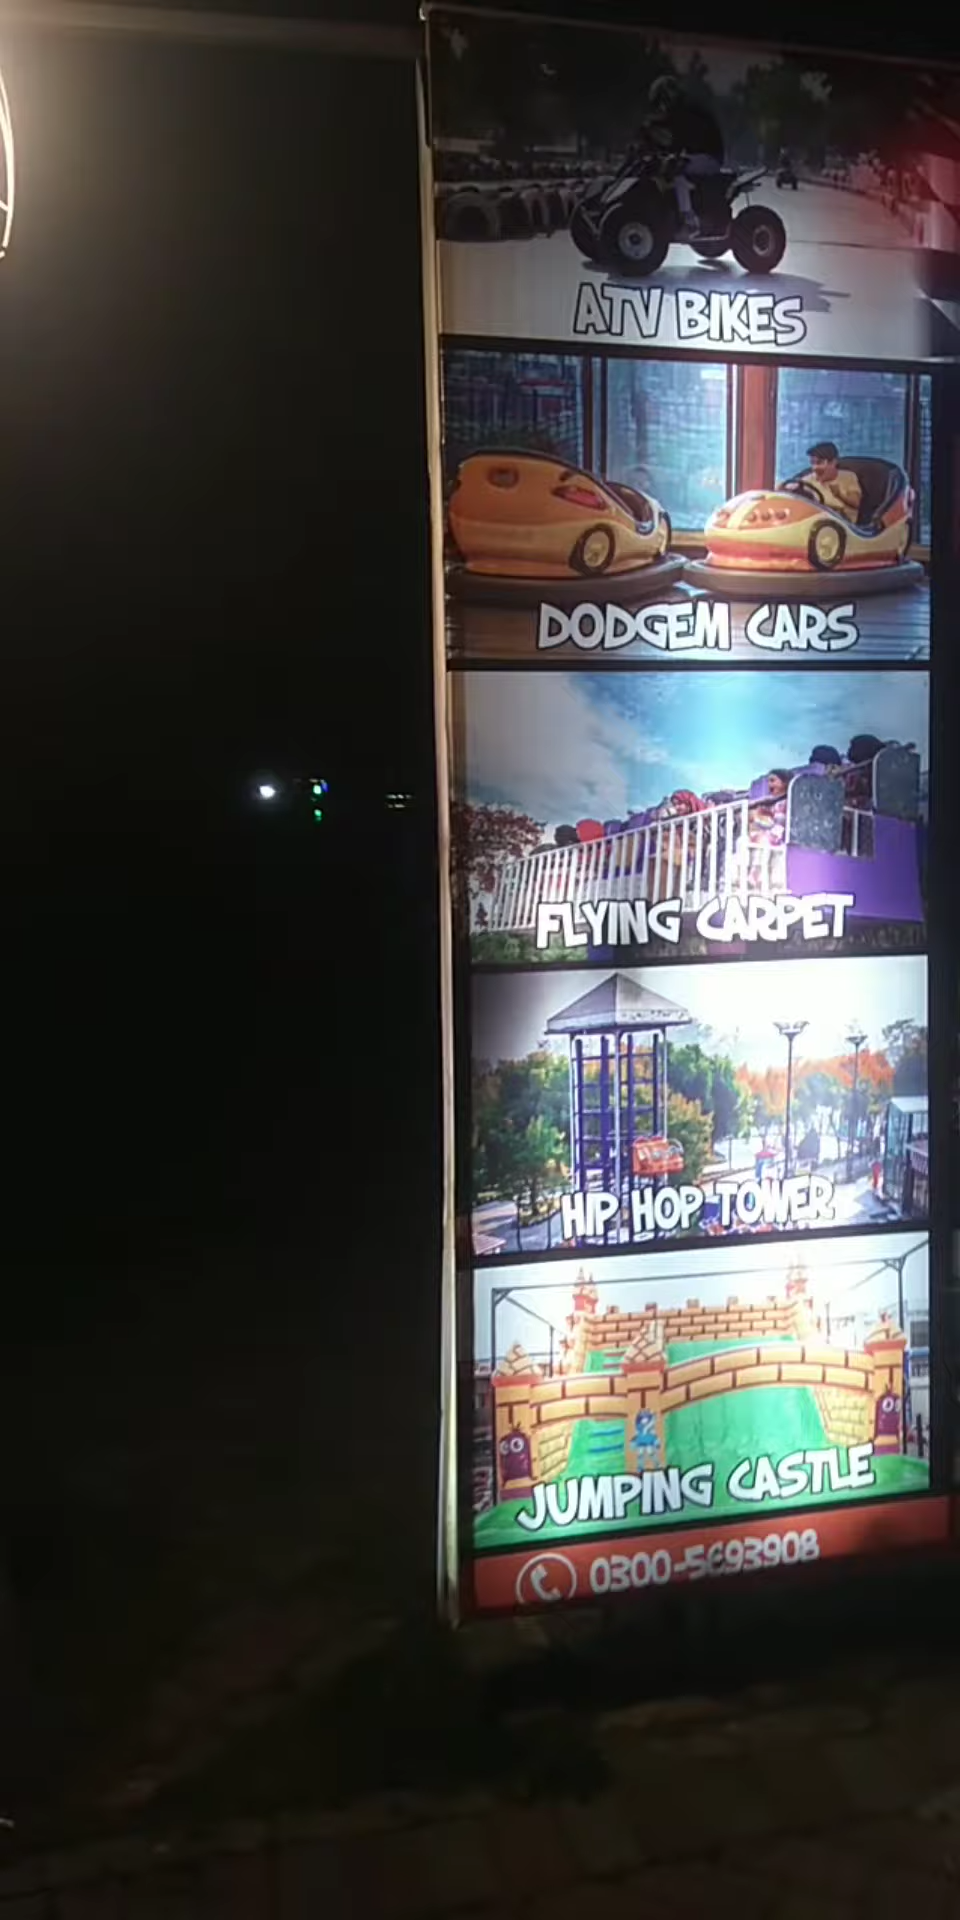 ATV BIKES
DODGEM CARS
FLYING CARPET
HIP HOP TOWER
JUMPING CASTLE
0300-5693908